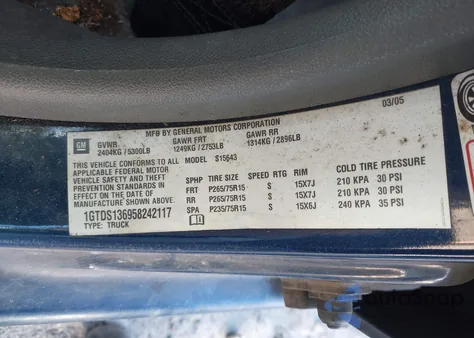 MFD BY GENERAL MOTORS CORPORATION
03/05
GM
GVWR GAWR FRT GAWR RR
2404KG / 5300LB 1249KG / 2753LB 1314KG / 2896LB
THIS VEHICLE CONFORMS TO ALL S15643
APPLICABLE FEDERAL MOTOR
VEHICLE SAFETY AND THEFT
PREVENTION STANDARDS IN
EFFECT ON THE DATE OF
MANUFACTURE SHOWN ABOVE.
1GTDS136958242117
TYPE: TRUCK
COLD TIRE PRESSURE
SPHP TIRE SIZE SPEED RTG RIM
FRT P265/75R15 S 15X7J 210 KPA 30 PSI
RR P265/75R15 S 15X7J 210 KPA 30 PSI
SPA P235/75R15 S 15X6J 240 KPA 35 PSI